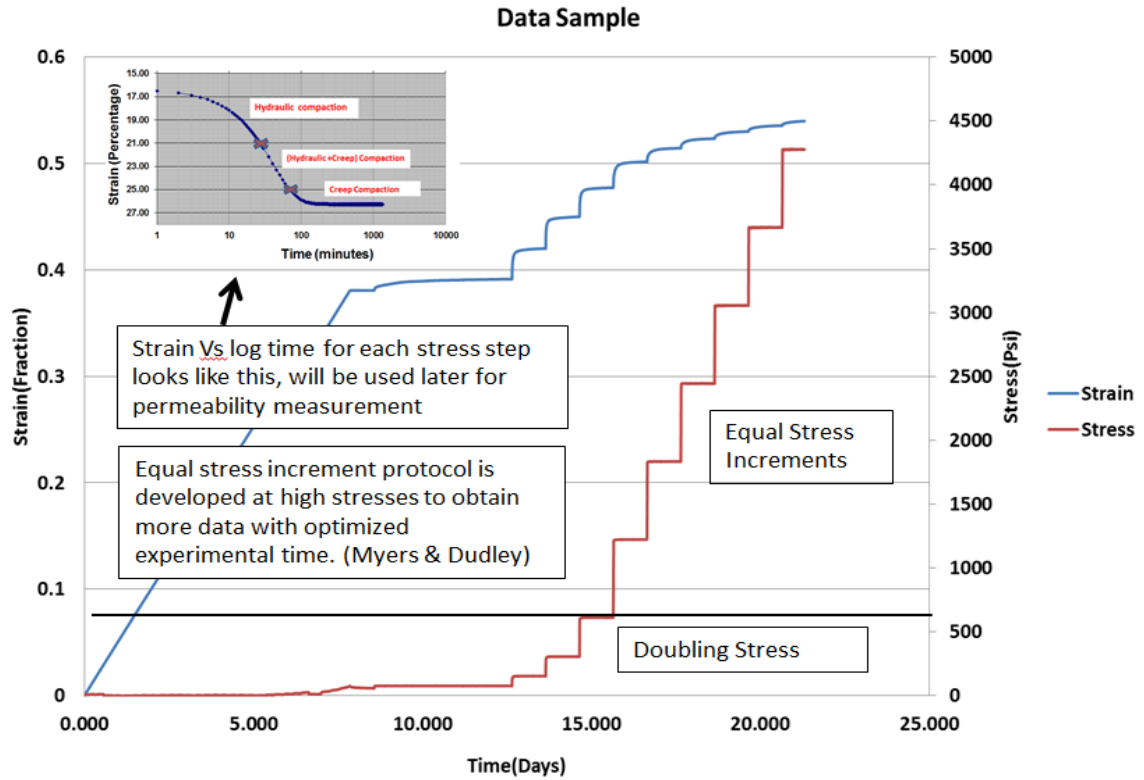 Data Sample
0.6
0.5
0.4
0.3
0.2
0.1
0
Strain(Fraction)
5000
4500
4000
3500
3000
2500
2000
1500
1000
500
0
Stress(Psi)
0.000
5.000
10.000
15.000
20.000
25.000
Time(Days)
Strain
Stress
15.00
17.00
19.00
21.00
23.00
25.00
27.00
Strain (Percentage)
Hydraulic compaction
(Hydraulic +Creep) Compaction
Creep Compaction
1
10
100
1000
10000
Time (minutes)
Strain Vs log time for each stress step
looks like this, will be used later for
permeability measurement
Equal stress increment protocol is
developed at high stresses to obtain
more data with optimized
experimental time. (Myers & Dudley)
Equal Stress
Increments
Doubling Stress